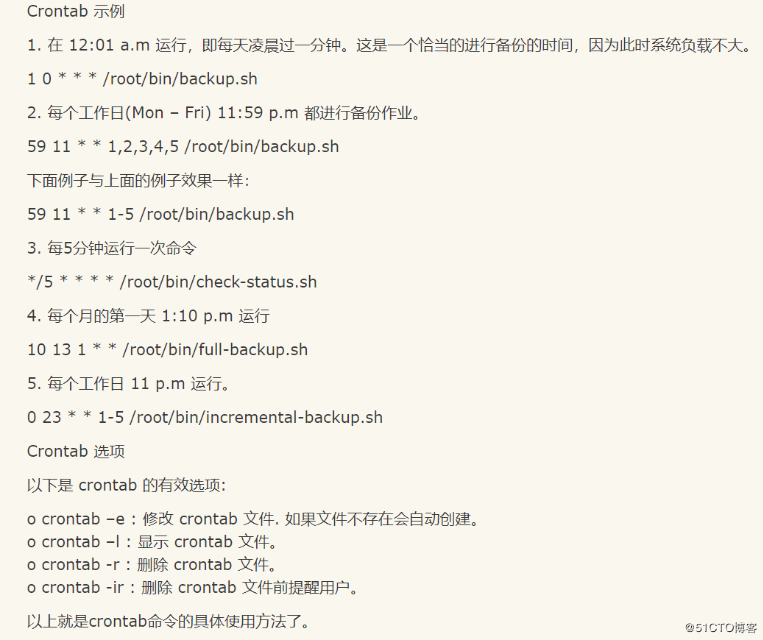 Crontab 示例
1. 在 12:01 a.m 运行，即每天凌晨过一分钟。这是一个恰当的进行备份的时间，因为此时系统负载不大。
1 0 * * * /root/bin/backup.sh
2. 每个工作日(Mon – Fri) 11:59 p.m 都进行备份作业。
59 11 * * 1,2,3,4,5 /root/bin/backup.sh
下面例子与上面的例子效果一样：
59 11 * * 1-5 /root/bin/backup.sh
3. 每5分钟运行一次命令
*/5 * * * * /root/bin/check-status.sh
4. 每个月的第一天 1:10 p.m 运行
10 13 1 * * /root/bin/full-backup.sh
5. 每个工作日 11 p.m 运行。
0 23 * * 1-5 /root/bin/incremental-backup.sh
Crontab 选项
以下是 crontab 的有效选项:
o crontab –e : 修改 crontab 文件. 如果文件不存在会自动创建。
o crontab –l : 显示 crontab 文件。
o crontab -r : 删除 crontab 文件。
o crontab -ir : 删除 crontab 文件前提醒用户。
以上就是crontab命令的具体使用方法了。
@51CTO博客